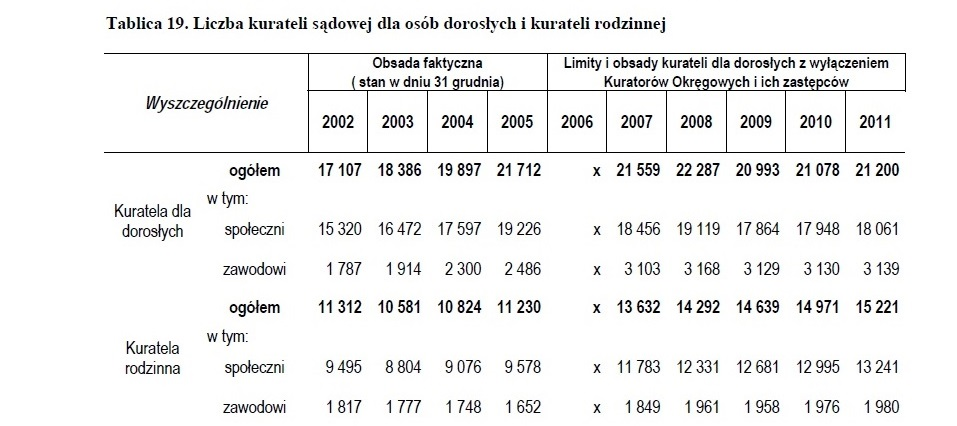 Tablica 19. Liczba kurateli sądowej dla osób dorosłych i kurateli rodzinnej
Wyszczególnienie
Obsada faktyczna
( stan w dniu 31 grudnia)
Limity i obsady kurateli dla dorosłych z wyłączeniem
Kuratorów Okręgowych i ich zastępców
2002 2003 2004 2005 2006 2007 2008 2009 2010 2011
Kuratela dla
dorosłych
ogółem 17 107 18 386 19 897 21 712 x 21 559 22 287 20 993 21 078 21 200
w tym:
społeczni 15 320 16 472 17 597 19 226 x 18 456 19 119 17 864 17 948 18 061
zawodowi 1 787 1 914 2 300 2 486 x 3 103 3 168 3 129 3 130 3 139
Kuratela
rodzinna
ogółem 11 312 10 581 10 824 11 230 x 13 632 14 292 14 639 14 971 15 221
w tym:
społeczni 9 495 8 804 9 076 9 578 x 11 783 12 331 12 681 12 995 13 241
zawodowi 1 817 1 777 1 748 1 652 x 1 849 1 961 1 958 1 976 1 980